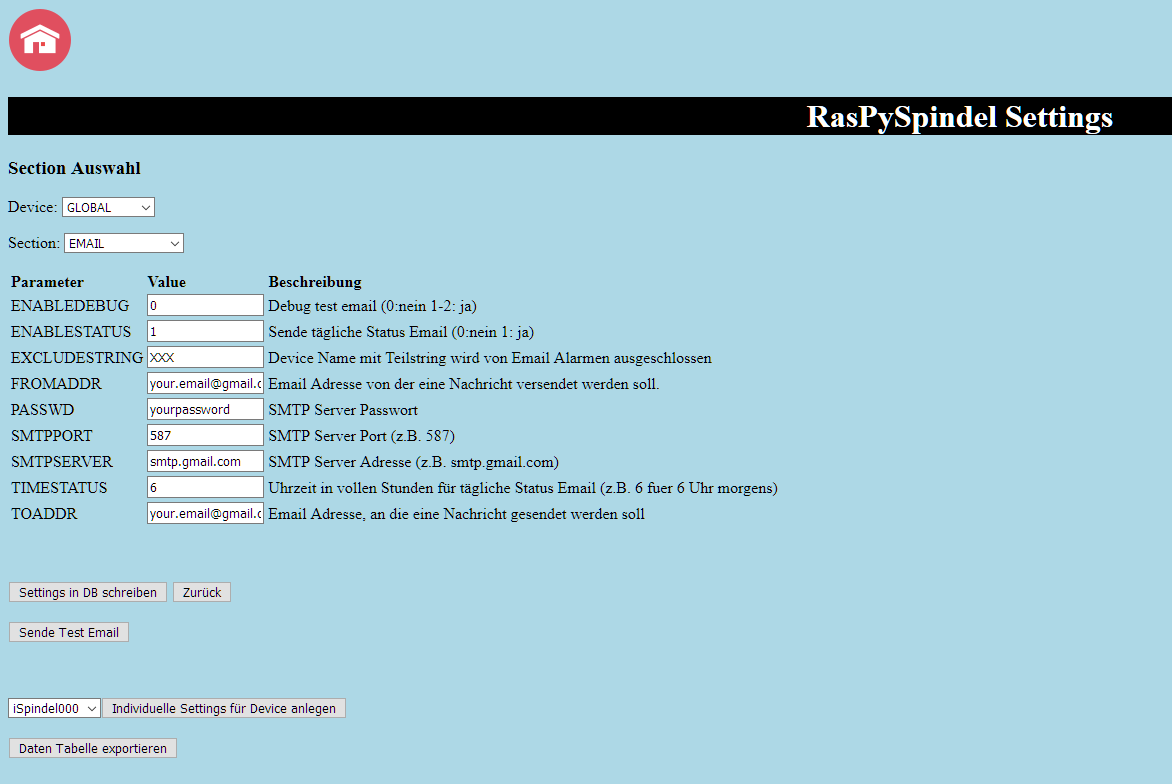 RasPySpindel Settings
Section Auswahl
Device: GLOBAL
Section: EMAIL
Parameter Value Beschreibung
ENABLEDEBUG 0 Debug test email (0:nein 1-2: ja)
ENABLESTATUS 1 Sende tägliche Status Email (0:nein 1: ja)
EXCLUDESTRING XXX Device Name mit Teilstring wird von Email Alarmen ausgeschlossen
FROMADDR your.email@gmail.c Email Adresse von der eine Nachricht versendet werden soll.
PASSWD yourpassword SMTP Server Passwort
SMTPPORT 587 SMTP Server Port (z.B. 587)
SMTPSERVER smtp.gmail.com SMTP Server Adresse (z.B. smtp.gmail.com)
TIMESTATUS 6 Uhrzeit in vollen Stunden für tägliche Status Email (z.B. 6 fuer 6 Uhr morgens)
TOADDR your.email@gmail.c Email Adresse, an die eine Nachricht gesendet werden soll
Settings in DB schreiben Zurück
Sende Test Email
iSpindel000 Individuelle Settings für Device anlegen
Daten Tabelle exportieren